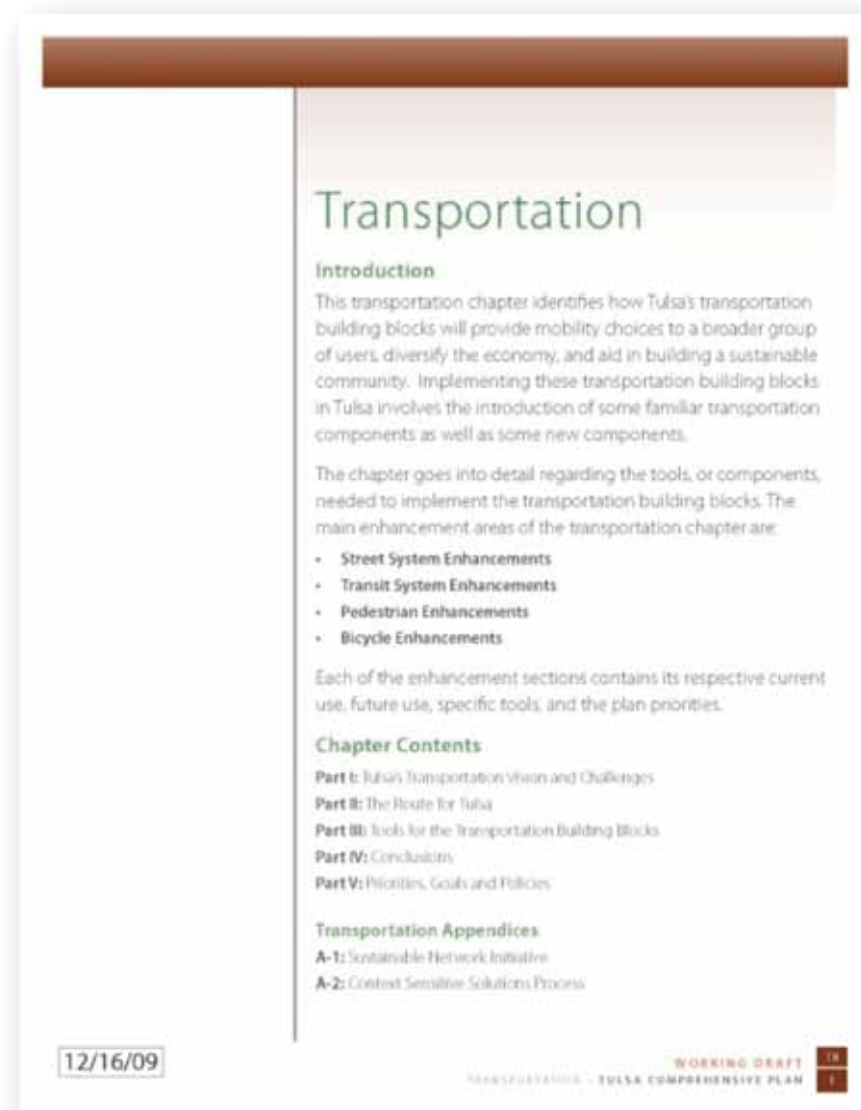 Transportation
Introduction
This transportation chapter identifies how Tulsa's transportation
building blocks will provide mobility choices to a broader group
of users, diversify the economy, and aid in building a sustainable
community. Implementing these transportation building blocks
in Tulsa involves the introduction of some familiar transportation
components as well as some new components.
The chapter goes into detail regarding the tools, or components,
needed to implement the transportation building blocks. The
main enhancement areas of the transportation chapter are:
• Street System Enhancements
• Transit System Enhancements
• Pedestrian Enhancements
• Bicycle Enhancements
Each of the enhancement sections contains its respective current
use, future use, specific tools, and the plan priorities.
Chapter Contents
Part I: Tulsa's Transportation Vision and Challenges
Part II: The Route for Tulsa
Part III: Tools for the Transportation Building Blocks
Part IV: Conclusions
Part V: Priorities, Goals and Policies
Transportation Appendices
A-1: Sustainable Network Initiative
A-2: Context Sensitive Solutions Process
12/16/09
WORKING DRAFT
TRANSPORTATION – TULSA COMPREHENSIVE PLAN